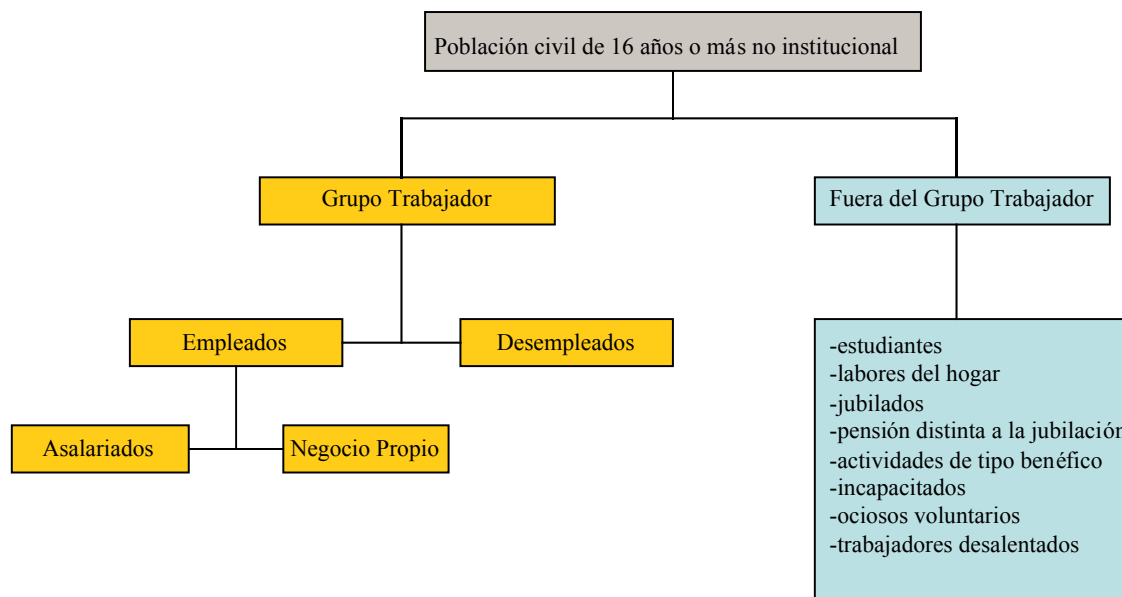 Población civil de 16 años o más no institucional
Grupo Trabajador
Fuera del Grupo Trabajador
Empleados
Desempleados
Asalariados
Negocio Propio
-estudiantes
-labores del hogar
-jubilados
-pensión distinta a la jubilación
-actividades de tipo benéfico
-incapacitados
-ociosos voluntarios
-trabajadores desalentados